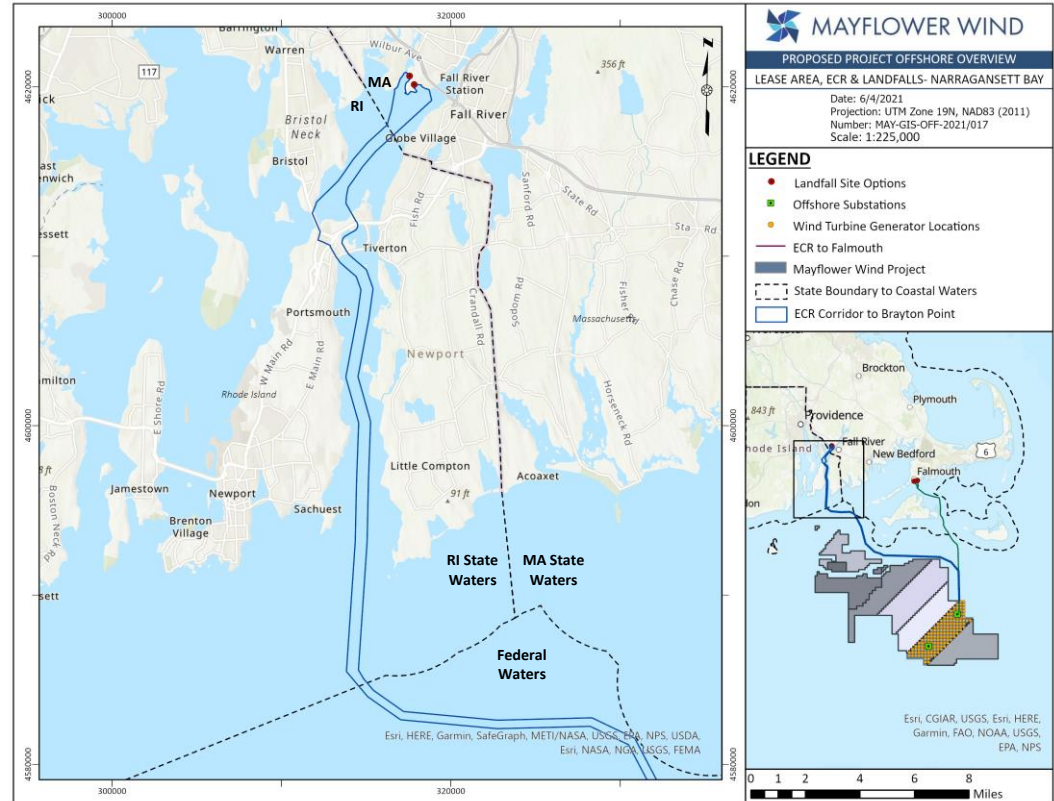 300000
320000
Barrington
Warren
Wilbur Ave
117
MA
Fall River
Station
356 ft
4620000
4620000
RI
Fall River
Bristol
Neck
Globe Village
Bristol
Fish Rd
Sanford Rd
State Rd
Sta Rd
Tiverton
Crandall Rd
Sodom Rd
Fisher Rd
Chase Rd
Portsmouth
Massachusetts
Newport
W Main Rd
E Main Rd
Rhode Island
E Shore Rd
Horseneck Rd
4600000
4600000
Little Compton
91 ft
Acoaxet
Jamestown
Newport
Sachuest
Boston Neck Rd
Brenton
Village
RI State
Waters
MA State
Waters
Federal
Waters
Esri, HERE, Garmin, SafeGraph, METI/NASA, USGS, EPA, NPS, USDA,
Esri, NASA, NGA, USGS, FEMA
4580000
4580000
300000
320000
MAYFLOWER WIND
PROPOSED PROJECT OFFSHORE OVERVIEW
LEASE AREA, ECR & LANDFALLS- NARRAGANSETT BAY
Date: 6/4/2021
Projection: UTM Zone 19N, NAD83 (2011)
Number: MAY-GIS-OFF-2021/017
Scale: 1:225,000
LEGEND
Landfall Site Options
Offshore Substations
Wind Turbine Generator Locations
ECR to Falmouth
Mayflower Wind Project
State Boundary to Coastal Waters
ECR Corridor to Brayton Point
Brockton
843 ft
Plymouth
Providence
hode Island
Fall River
New Bedford
6
Falmouth
don
Esri, CGIAR, USGS, Esri, HERE,
Garmin, FAO, NOAA, USGS,
EPA, NPS
0 1 2 4 6 8
Miles